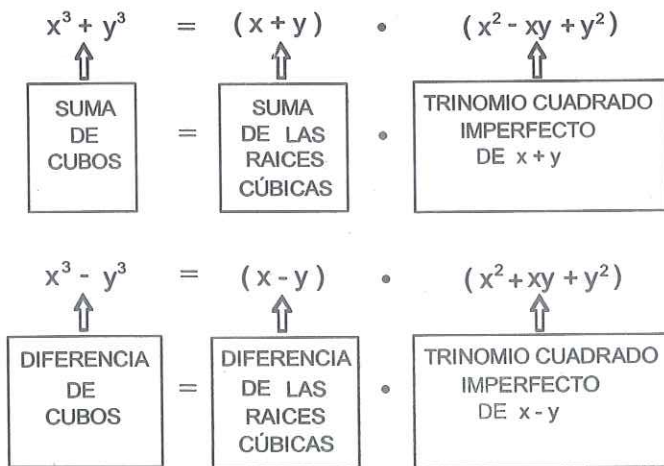 x³ + y³ = (x + y) • (x² - xy + y²)
SUMA DE CUBOS = SUMA DE LAS RAICES CÚBICAS • TRINOMIO CUADRADO IMPERFECTO DE x + y
x³ - y³ = (x - y) • (x² + xy + y²)
DIFERENCIA DE CUBOS = DIFERENCIA DE LAS RAICES CÚBICAS • TRINOMIO CUADRADO IMPERFECTO DE x - y